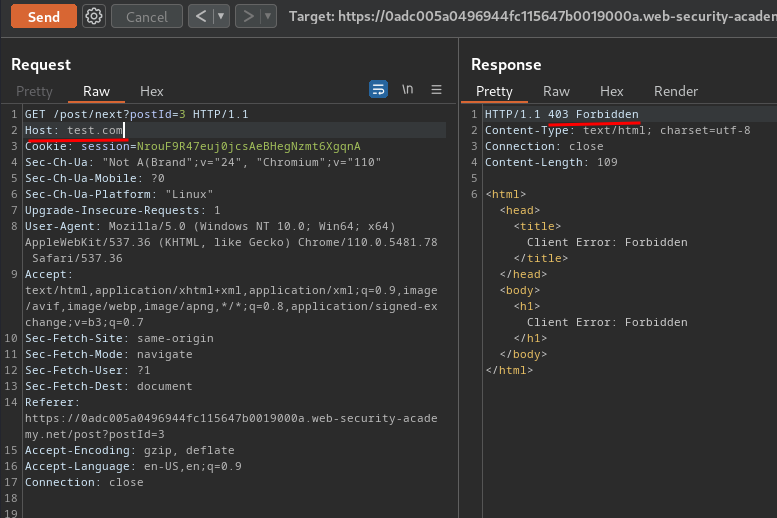 Send Cancel < > Target: https://0adc005a0496944fc115647b0019000a.web-security-academ
Request
Pretty Raw Hex \n
1 GET /post/next?postId=3 HTTP/1.1
2 Host: test.com
3 Cookie: session=NrouF9R47euj0jcsAeBHegNzmt6XgqnA
4 Sec-Ch-Ua: "Not A(Brand";v="24", "Chromium";v="110"
5 Sec-Ch-Ua-Mobile: ?0
6 Sec-Ch-Ua-Platform: "Linux"
7 Upgrade-Insecure-Requests: 1
8 User-Agent: Mozilla/5.0 (Windows NT 10.0; Win64; x64)
AppleWebKit/537.36 (KHTML, like Gecko) Chrome/110.0.5481.78
Safari/537.36
9 Accept:
text/html,application/xhtml+xml,application/xml;q=0.9,image
/avif,image/webp,image/apng,*/*;q=0.8,application/signed-ex
change;v=b3;q=0.7
10 Sec-Fetch-Site: same-origin
11 Sec-Fetch-Mode: navigate
12 Sec-Fetch-User: ?1
13 Sec-Fetch-Dest: document
14 Referer:
https://0adc005a0496944fc115647b0019000a.web-security-acade
my.net/post?postId=3
15 Accept-Encoding: gzip, deflate
16 Accept-Language: en-US,en;q=0.9
17 Connection: close
18
19
Response
Pretty Raw Hex Render
1 HTTP/1.1 403 Forbidden
2 Content-Type: text/html; charset=utf-8
3 Connection: close
4 Content-Length: 109
5
6 <html>
<head>
<title>
Client Error: Forbidden
</title>
</head>
<body>
<h1>
Client Error: Forbidden
</h1>
</body>
</html>